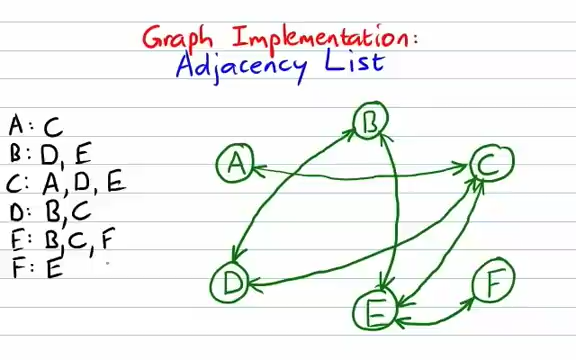 Graph Implementation:
Adjacency List
A: C
B: D, E
C: A, D, E
D: B, C
E: B, C, F
F: E
B
A
C
D
F
E